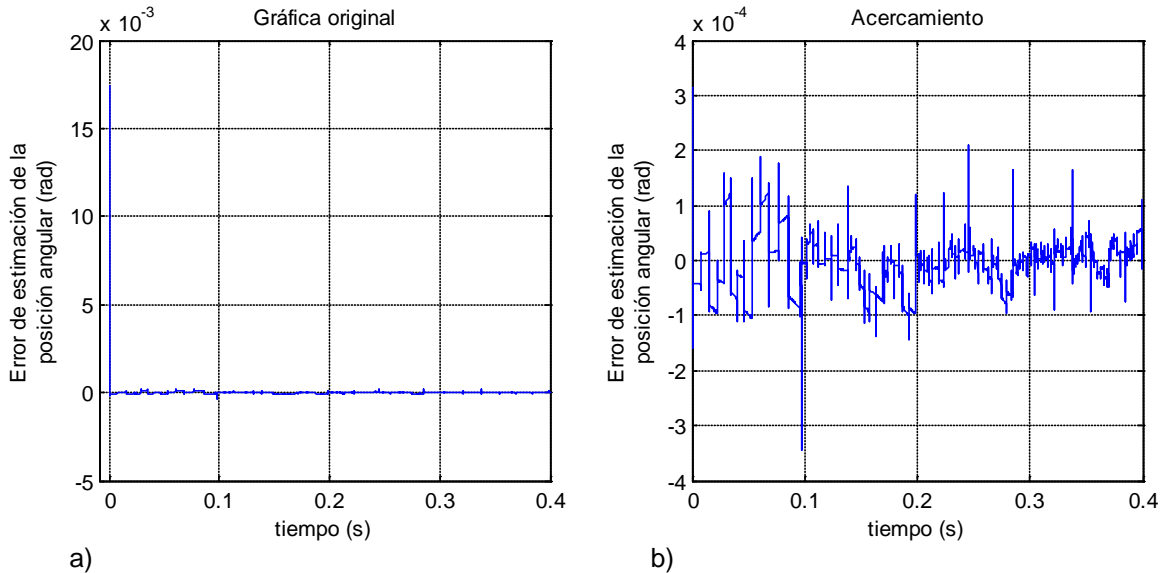 Gráfica original
x 10^-3
20
15
10
5
0
-5
0 0.1 0.2 0.3 0.4
tiempo (s)
Error de estimación de la
posición angular (rad)
a)
Acercamiento
x 10^-4
4
3
2
1
0
-1
-2
-3
-4
0 0.1 0.2 0.3 0.4
tiempo (s)
Error de estimación de la
posición angular (rad)
b)